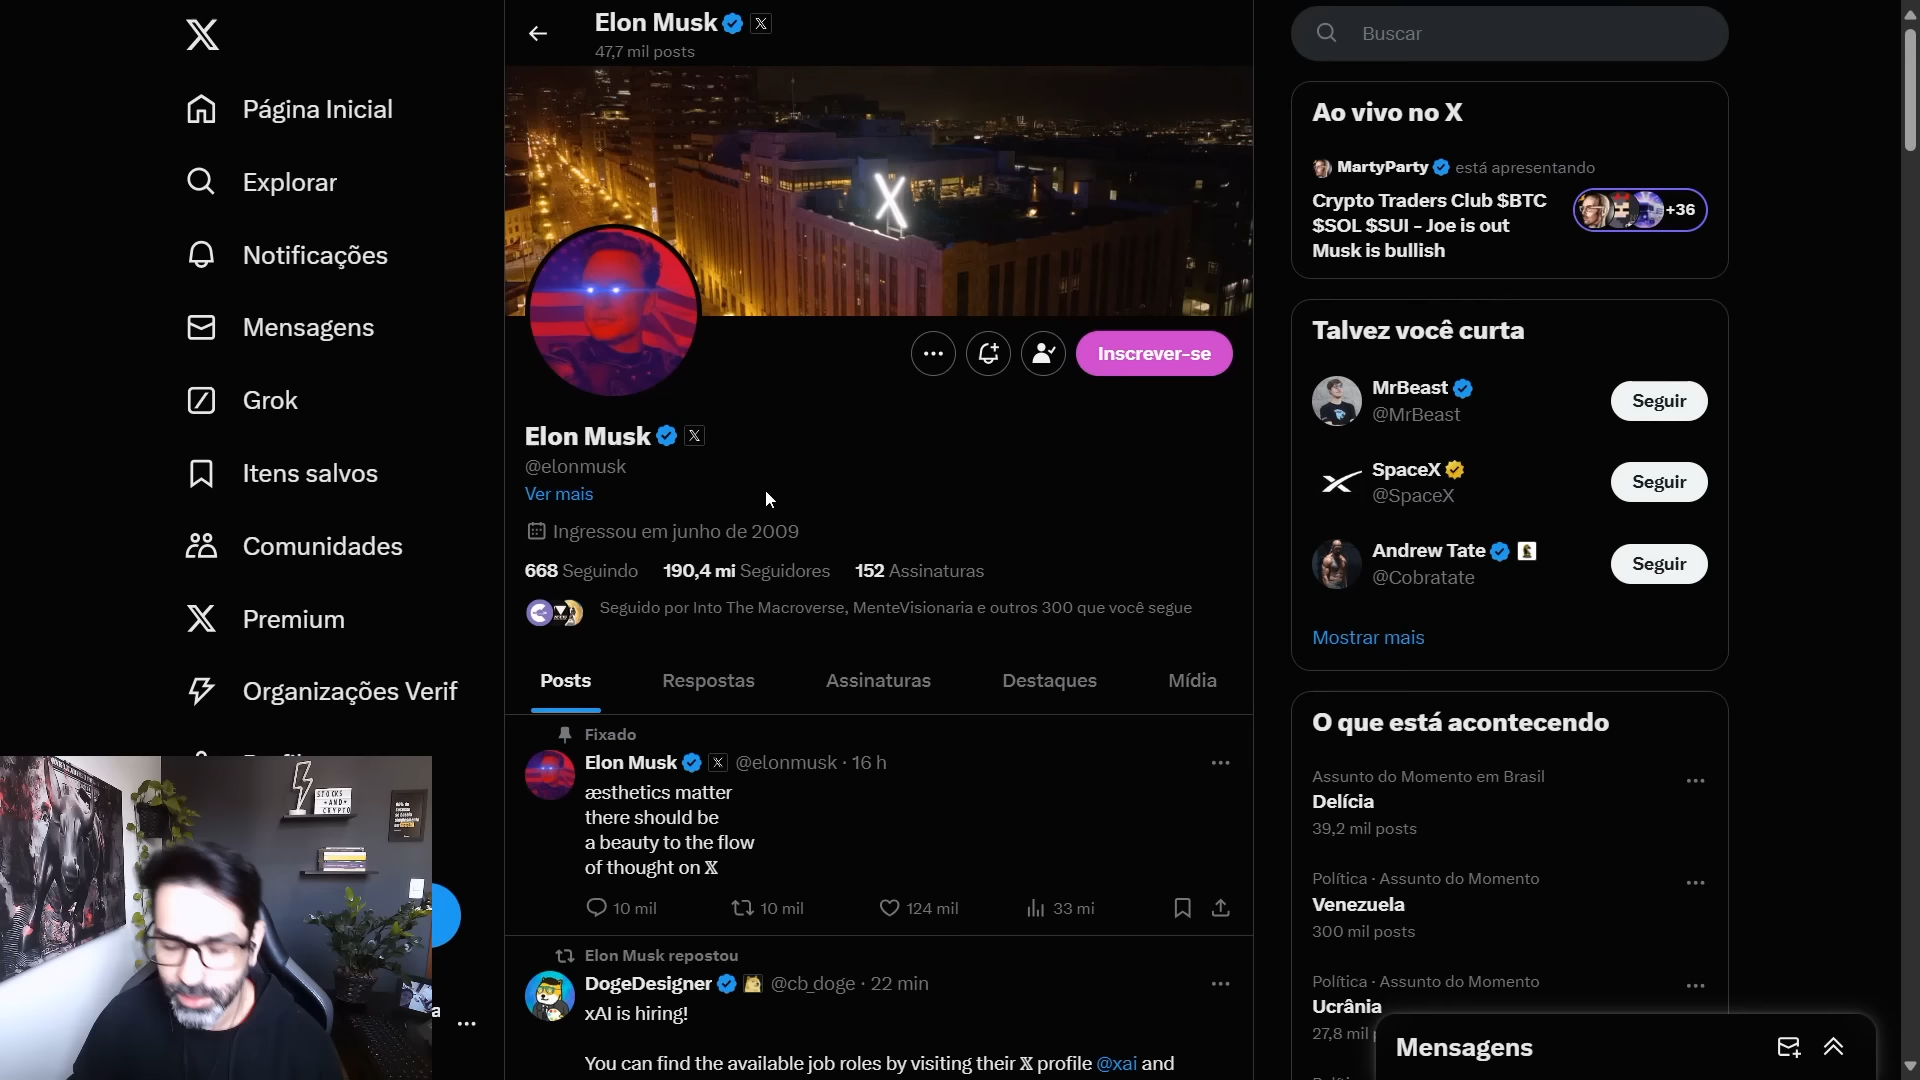 Página Inicial
Explorar
Notificações
Mensagens
Grok
Itens salvos
Comunidades
Premium
Organizações Verif
STOCKS
+AND+
CRYPTO
a
Elon Musk
47,7 mil posts
X
Inscrever-se
Elon Musk
@elonmusk
Ver mais
Ingressou em junho de 2009
668 Seguindo 190,4 mi Seguidores 152 Assinaturas
Seguido por Into The Macroverse, MenteVisionaria e outros 300 que você segue
Posts Respostas Assinaturas Destaques Mídia
Fixado
Elon Musk @elonmusk · 16 h
æsthetics matter
there should be
a beauty to the flow
of thought on 𝕏
10 mil 10 mil 124 mil 33 mi
Elon Musk repostou
DogeDesigner @cb_doge · 22 min
xAI is hiring!
You can find the available job roles by visiting their 𝕏 profile @xai and
Buscar
Ao vivo no X
MartyParty está apresentando
Crypto Traders Club $BTC
$SOL $SUI - Joe is out
Musk is bullish
+36
Talvez você curta
MrBeast
@MrBeast
Seguir
SpaceX
@SpaceX
Seguir
Andrew Tate
@Cobratate
Seguir
Mostrar mais
O que está acontecendo
Assunto do Momento em Brasil
Delícia
39,2 mil posts
Política · Assunto do Momento
Venezuela
300 mil posts
Política · Assunto do Momento
Ucrânia
27,8 mil
Mensagens